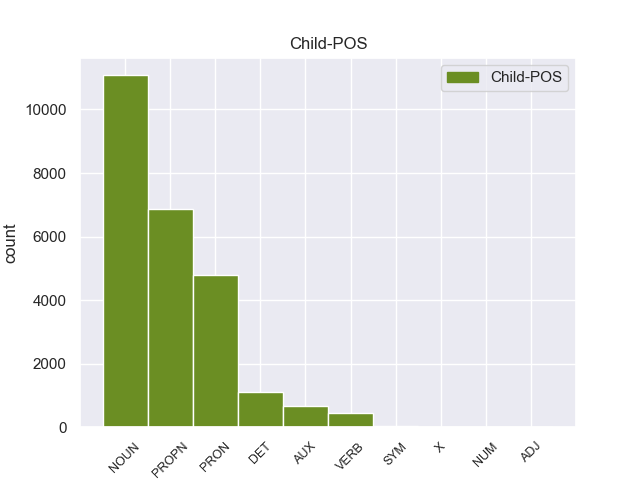 Child-POS
Child-POS
count
10000
8000
6000
4000
2000
0
NOUN
PROPN
PRON
DET
AUX
VERB
SYM
X
NUM
ADJ